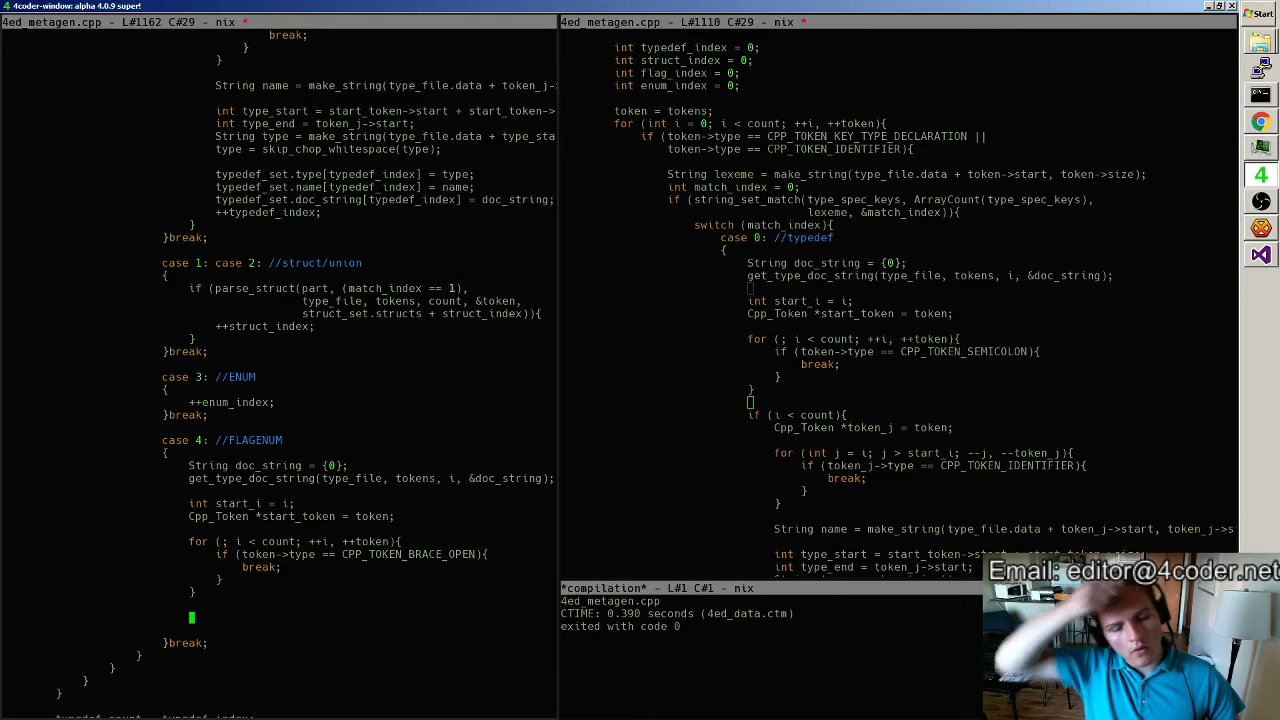 4coder-window: alpha 4.0.9 super!
4ed_metagen.cpp - L#1162 C#29 - nix *
break;
}
}
String name = make_string(type_file.data + token_j-
int type_start = start_token->start + start_token->
int type_end = token_j->start;
String type = make_string(type_file.data + type_sta
type = skip_chop_whitespace(type);
typedef_set.type[typedef_index] = type;
typedef_set.name[typedef_index] = name;
typedef_set.doc_string[typedef_index] = doc_string;
++typedef_index;
}
}break;
case 1: case 2: //struct/union
{
if (parse_struct(part, (match_index == 1),
type_file, tokens, count, &token,
struct_set.structs + struct_index)){
++struct_index;
}
}break;
case 3: //ENUM
{
++enum_index;
}break;
case 4: //FLAGENUM
{
String doc_string = {0};
get_type_doc_string(type_file, tokens, i, &doc_string);
int start_i = i;
Cpp_Token *start_token = token;
for (; i < count; ++i, ++token){
if (token->type == CPP_TOKEN_BRACE_OPEN){
break;
}
}
}break;
}
}
}
}
4ed_metagen.cpp - L#1110 C#29 - nix *
int typedef_index = 0;
int struct_index = 0;
int flag_index = 0;
int enum_index = 0;
token = tokens;
for (int i = 0; i < count; ++i, ++token){
if (token->type == CPP_TOKEN_KEY_TYPE_DECLARATION ||
token->type == CPP_TOKEN_IDENTIFIER){
String lexeme = make_string(type_file.data + token->start, token->size);
int match_index = 0;
if (string_set_match(type_spec_keys, ArrayCount(type_spec_keys),
lexeme, &match_index)){
switch (match_index){
case 0: //typedef
{
String doc_string = {0};
get_type_doc_string(type_file, tokens, i, &doc_string);
int start_i = i;
Cpp_Token *start_token = token;
for (; i < count; ++i, ++token){
if (token->type == CPP_TOKEN_SEMICOLON){
break;
}
}
if (i < count){
Cpp_Token *token_j = token;
for (int j = i; j > start_i; --j, --token_j){
if (token_j->type == CPP_TOKEN_IDENTIFIER){
break;
}
}
String name = make_string(type_file.data + token_j->start, token_j->s
int type_start = start_token->start + start_token->size
int type_end = token_j->start;
*compilation* - L#1 C#1 - nix
4ed_metagen.cpp
CTIME: 0.390 seconds (4ed_data.ctm)
exited with code 0
Email: editor@4coder.net
Start